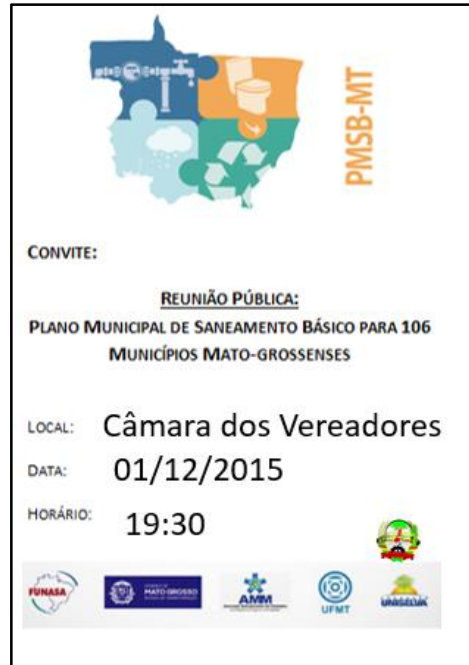 PMSB-MT
CONVITE:
REUNIÃO PÚBLICA:
PLANO MUNICIPAL DE SANEAMENTO BÁSICO PARA 106
MUNICÍPIOS MATO-GROSSENSES
LOCAL: Câmara dos Vereadores
DATA: 01/12/2015
HORÁRIO: 19:30
FUNASA
MATO GROSSO
AMM
UFMT
UNISELVA